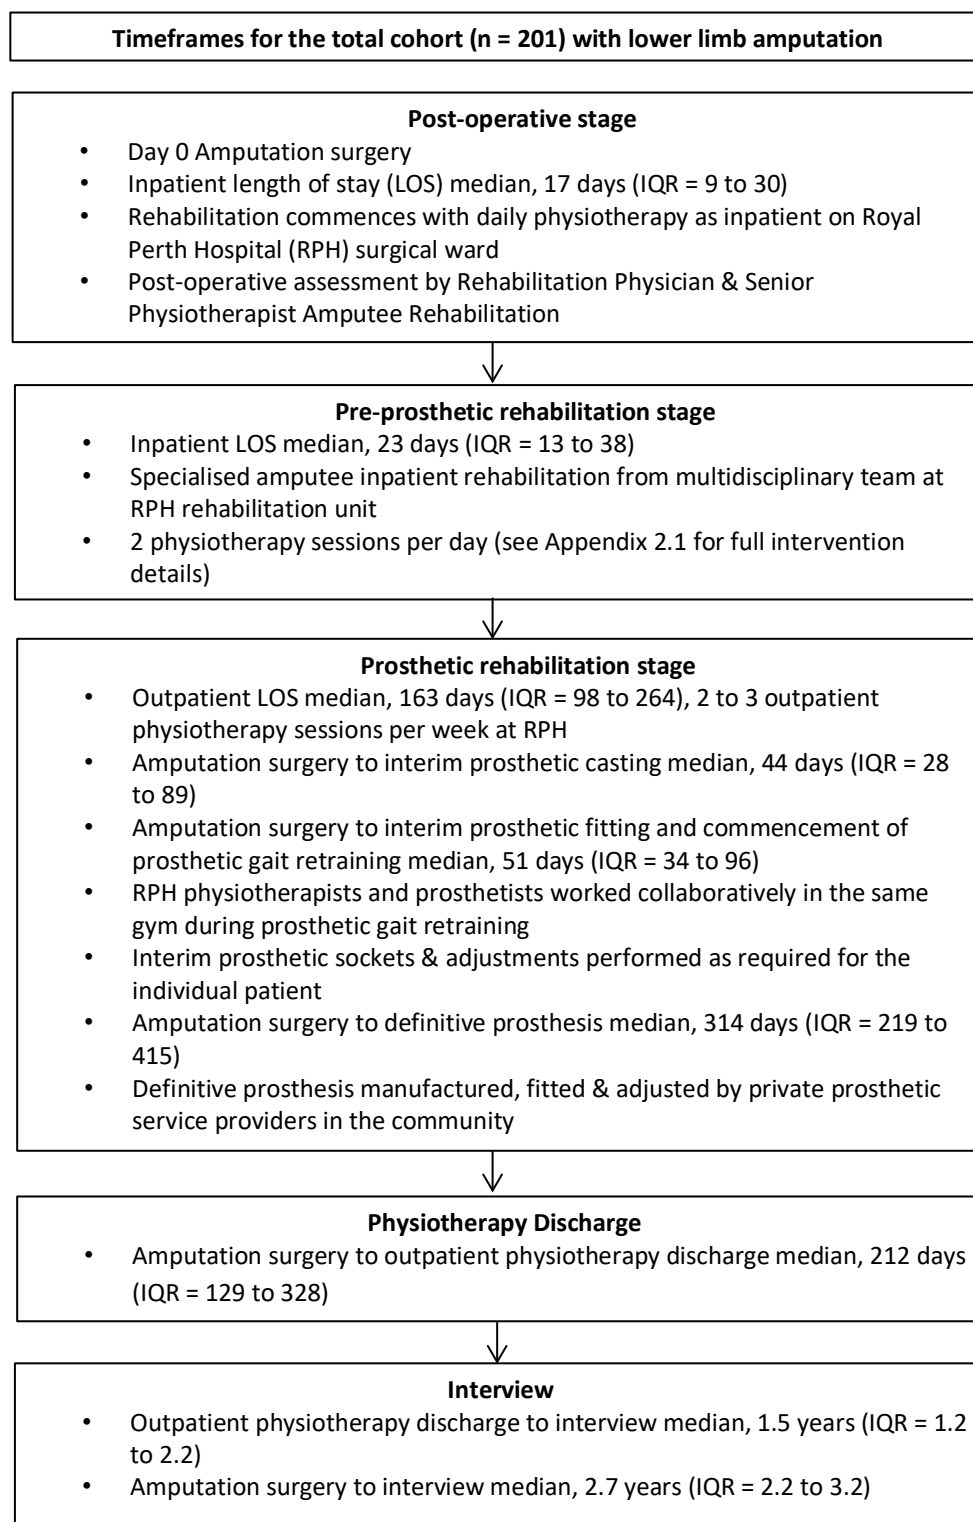 Timeframes for the total cohort (n = 201) with lower limb amputation
Post-operative stage
• Day 0 Amputation surgery
• Inpatient length of stay (LOS) median, 17 days (IQR = 9 to 30)
• Rehabilitation commences with daily physiotherapy as inpatient on Royal
Perth Hospital (RPH) surgical ward
• Post-operative assessment by Rehabilitation Physician & Senior
Physiotherapist Amputee Rehabilitation
Pre-prosthetic rehabilitation stage
• Inpatient LOS median, 23 days (IQR = 13 to 38)
• Specialised amputee inpatient rehabilitation from multidisciplinary team at
RPH rehabilitation unit
• 2 physiotherapy sessions per day (see Appendix 2.1 for full intervention
details)
Prosthetic rehabilitation stage
• Outpatient LOS median, 163 days (IQR = 98 to 264), 2 to 3 outpatient
physiotherapy sessions per week at RPH
• Amputation surgery to interim prosthetic casting median, 44 days (IQR = 28
to 89)
• Amputation surgery to interim prosthetic fitting and commencement of
prosthetic gait retraining median, 51 days (IQR = 34 to 96)
• RPH physiotherapists and prosthetists worked collaboratively in the same
gym during prosthetic gait retraining
• Interim prosthetic sockets & adjustments performed as required for the
individual patient
• Amputation surgery to definitive prosthesis median, 314 days (IQR = 219 to
415)
• Definitive prosthesis manufactured, fitted & adjusted by private prosthetic
service providers in the community
Physiotherapy Discharge
• Amputation surgery to outpatient physiotherapy discharge median, 212 days
(IQR = 129 to 328)
Interview
• Outpatient physiotherapy discharge to interview median, 1.5 years (IQR = 1.2
to 2.2)
• Amputation surgery to interview median, 2.7 years (IQR = 2.2 to 3.2)